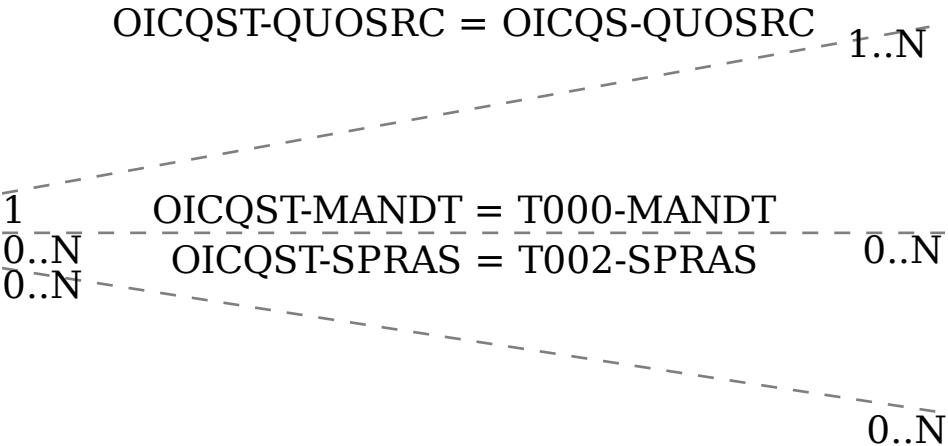 OICQST-QUOSRC = OICQS-QUOSRC
1..N
1
OICQST-MANDT = T000-MANDT
0..N
0..N
OICQST-SPRAS = T002-SPRAS
0..N
0..N